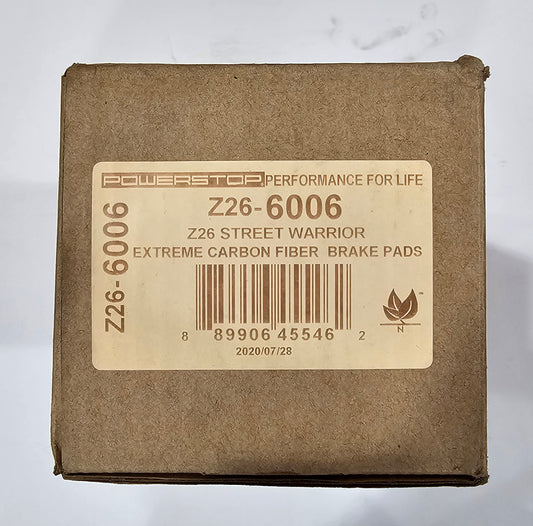 POWERSTOP. PERFORMANCE FOR LIFE
Z26-6006
Z26-6006
Z26 STREET WARRIOR
EXTREME CARBON FIBER BRAKE PADS
8 89906 45546 2
2020/07/28
N
™